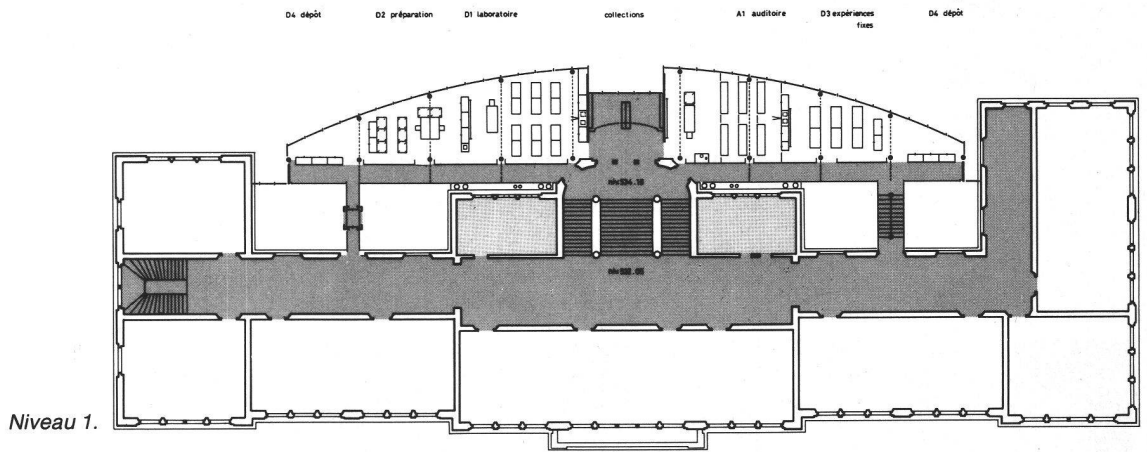 D4 dépôt D2 préparation D1 laboratoire collections A1 auditoire D3 expériences fixes D4 dépôt
Niveau 1.